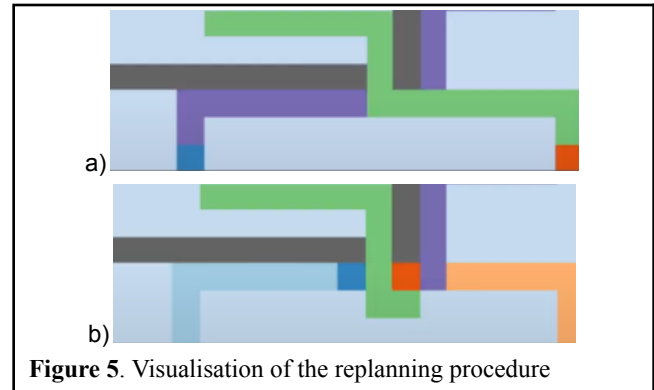 a)
b)
Figure 5. Visualisation of the replanning procedure